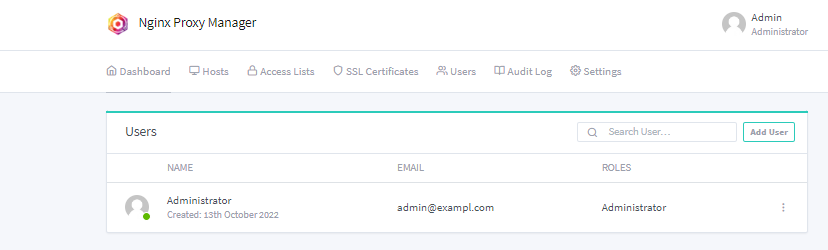 Nginx Proxy Manager
Admin
Administrator
Dashboard Hosts Access Lists SSL Certificates Users Audit Log Settings
Users Search User... Add User
NAME EMAIL ROLES
Administrator
Created: 13th October 2022
admin@exampl.com Administrator